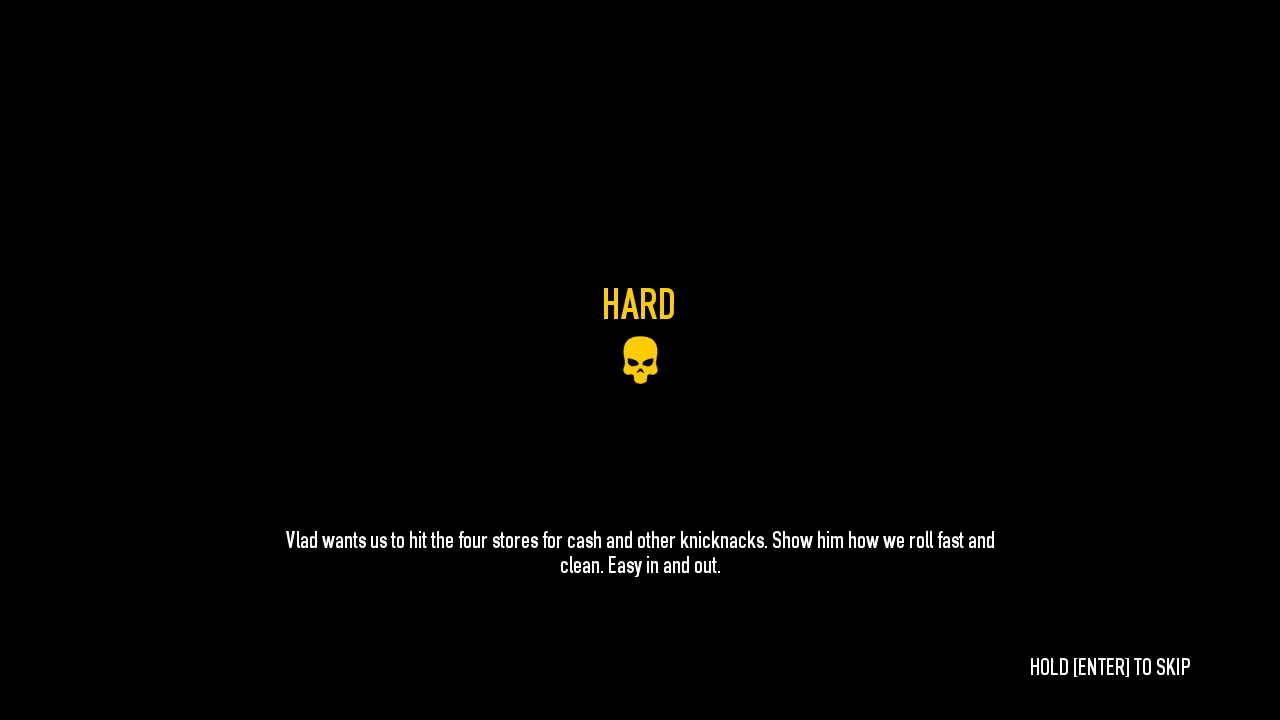 HARD
Vlad wants us to hit the four stores for cash and other knicknacks. Show him how we roll fast and
clean. Easy in and out.
HOLD [ENTER] TO SKIP